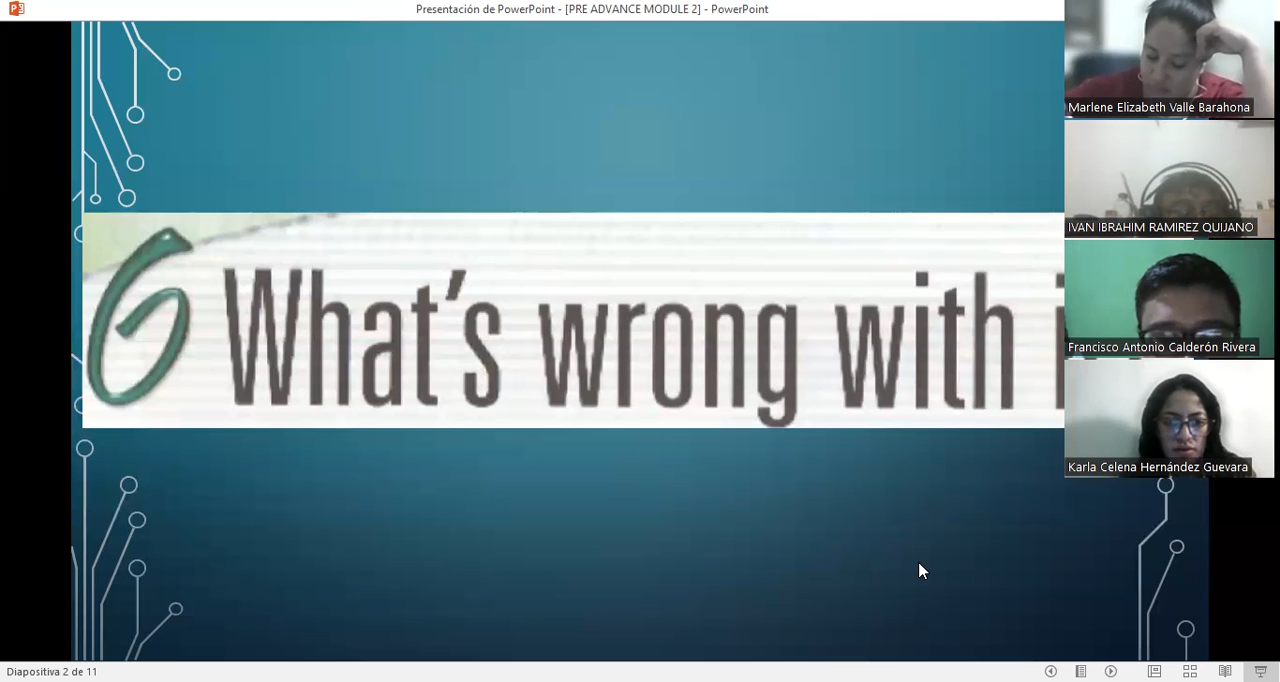 Presentación de PowerPoint - [PRE ADVANCE MODULE 2] - PowerPoint
6 What's wrong with
Marlene Elizabeth Valle Barahona
IVAN IBRAHIM RAMIREZ QUIJANO
Francisco Antonio Calderón Rivera
Karla Celena Hernández Guevara
Diapositiva 2 de 11